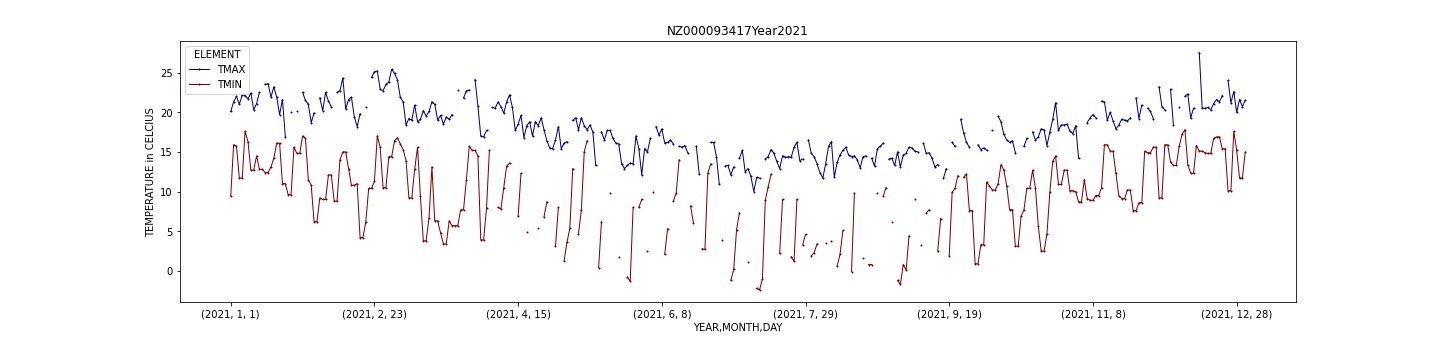 NZ000093417Year2021
ELEMENT
TMAX
TMIN
TEMPERATURE in CELCIUS
25
20
15
10
5
0
(2021, 1, 1)
(2021, 2, 23)
(2021, 4, 15)
(2021, 6, 8)
(2021, 7, 29)
(2021, 9, 19)
(2021, 11, 8)
(2021, 12, 28)
YEAR,MONTH,DAY